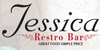 Jessica
Restro Bar
GREAT FOOD SIMPLE PRICE